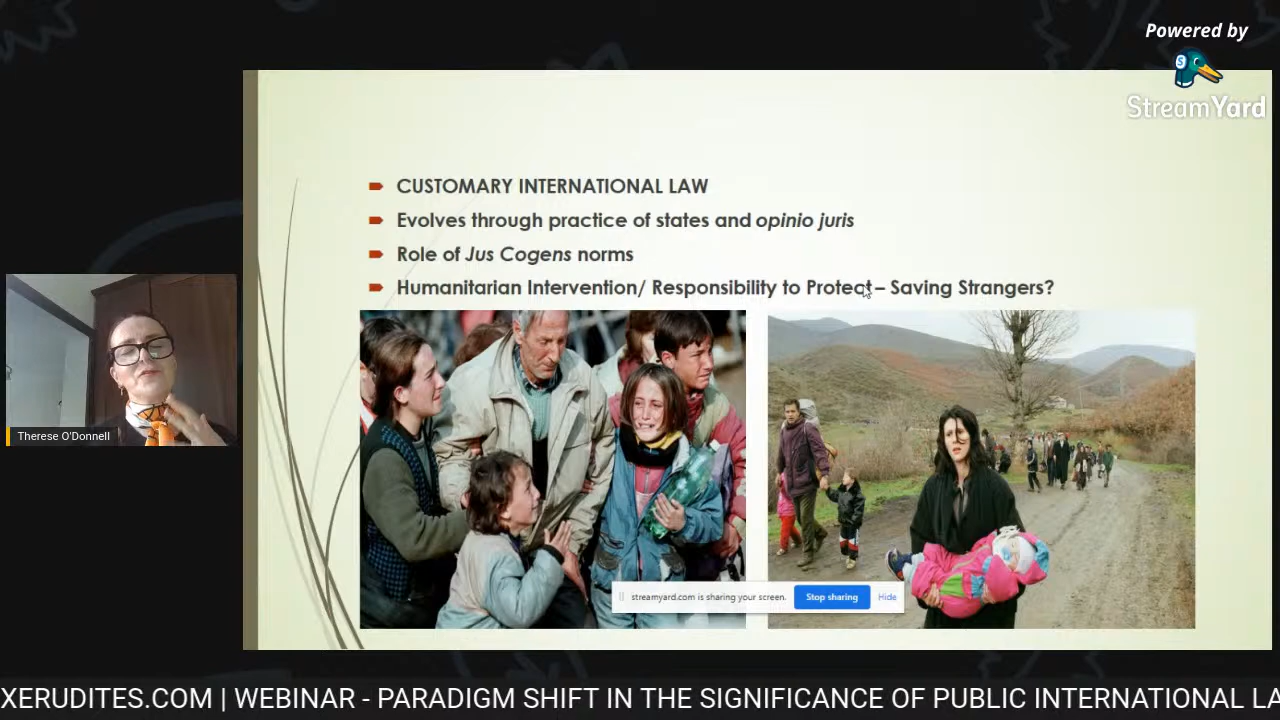 Powered by
StreamYard
CUSTOMARY INTERNATIONAL LAW
Evolves through practice of states and opinio juris
Role of Jus Cogens norms
Humanitarian Intervention/ Responsibility to Protect – Saving Strangers?
Therese O'Donnell
streamyard.com is sharing your screen.
Stop sharing
Hide
XERUDITES.COM | WEBINAR - PARADIGM SHIFT IN THE SIGNIFICANCE OF PUBLIC INTERNATIONAL LA